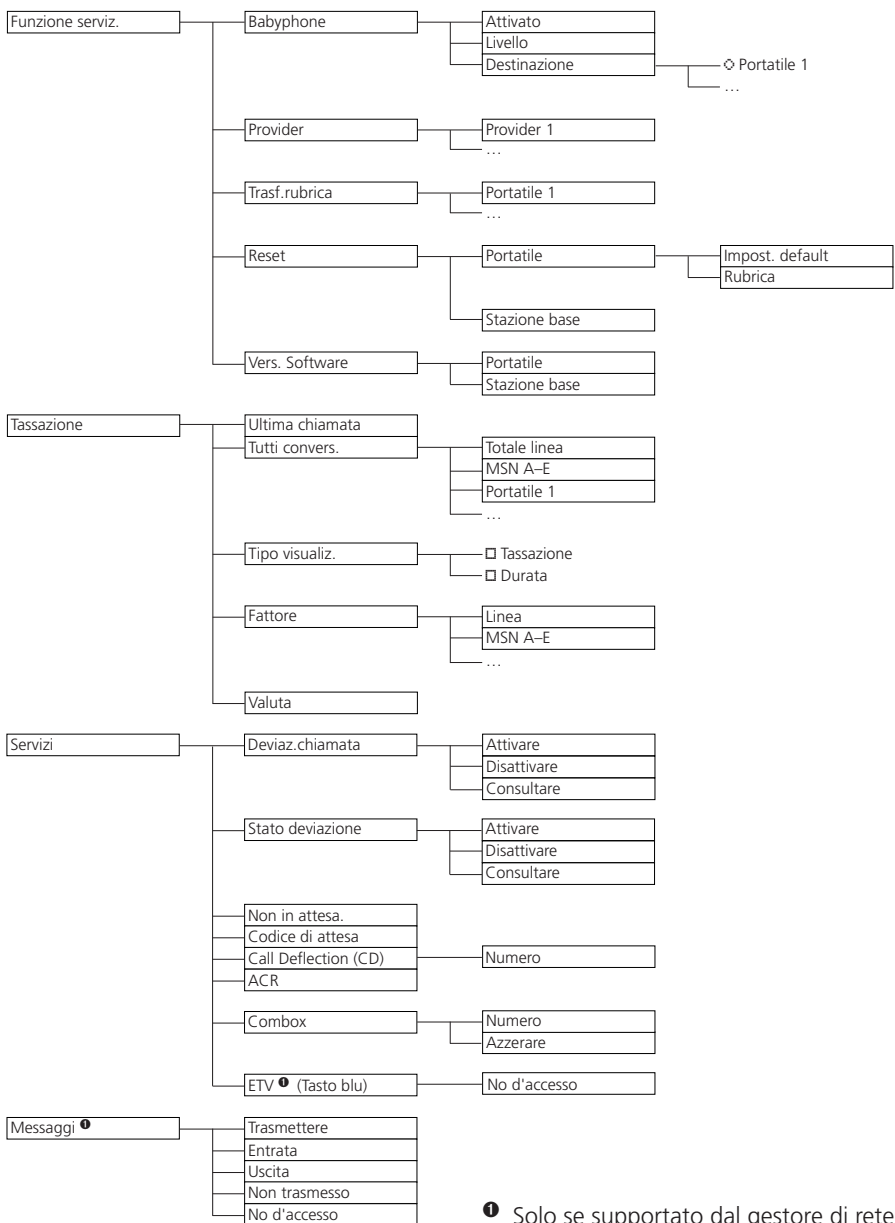 Funzione serviz.
Babyphone
Attivato
Livello
Destinazione
Portatile 1
…
Provider
Provider 1
…
Trasf.rubrica
Portatile 1
…
Reset
Portatile
Impost. default
Rubrica
Stazione base
Vers. Software
Portatile
Stazione base
Tassazione
Ultima chiamata
Tutti convers.
Totale linea
MSN A–E
Portatile 1
…
Tipo visualiz.
Tassazione
Durata
Fattore
Linea
MSN A–E
…
Valuta
Servizi
Deviaz.chiamata
Attivare
Disattivare
Consultare
Stato deviazione
Attivare
Disattivare
Consultare
Non in attesa.
Codice di attesa
Call Deflection (CD)
Numero
ACR
Combox
Numero
Azzerare
ETV ❶ (Tasto blu)
No d'accesso
Messaggi ❶
Trasmettere
Entrata
Uscita
Non trasmesso
No d'accesso
❶ Solo se supportato dal gestore di rete